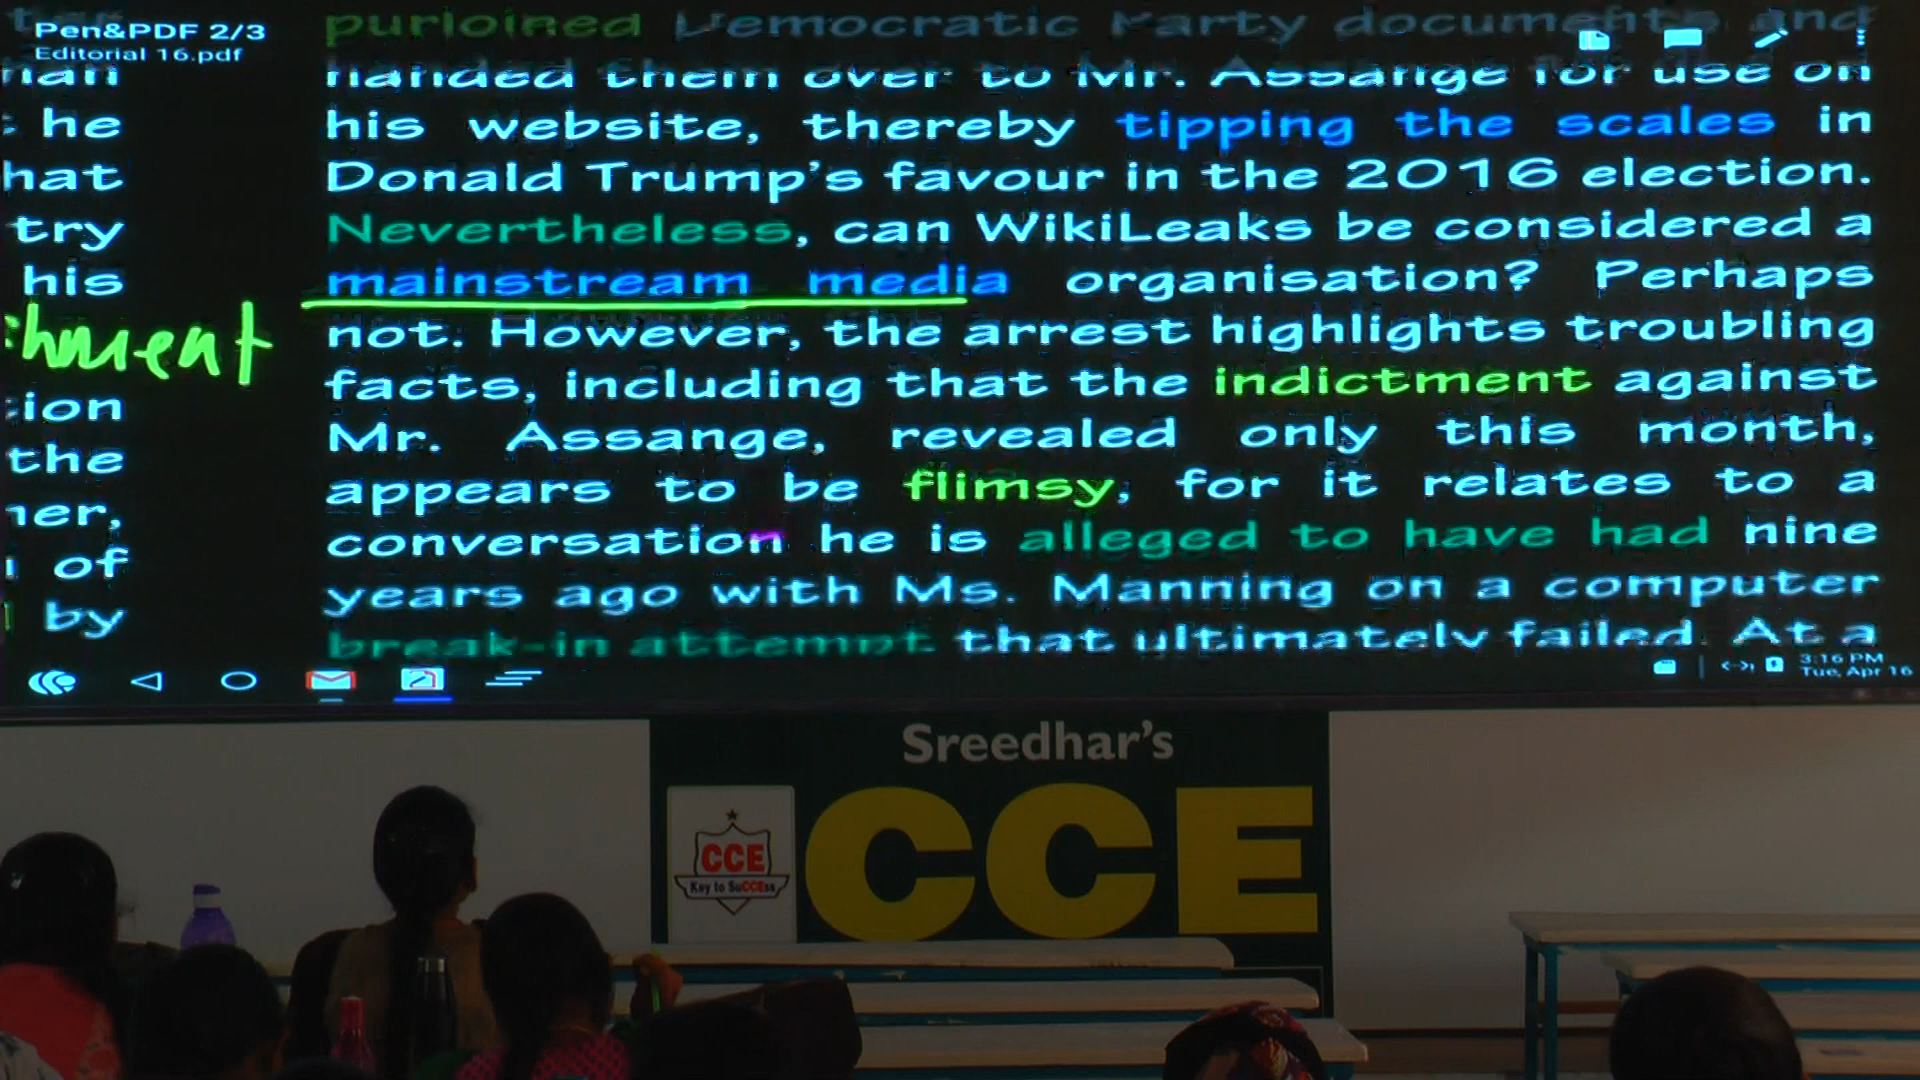 Pen&PDF 2/3
Editorial 16.pdf
he
hat
try
his
hment
ion
the
ner,
of
by
purloined Democratic Party documents and
handed them over to Mr. Assange for use on
his website, thereby tipping the scales in
Donald Trump's favour in the 2016 election.
Nevertheless, can WikiLeaks be considered a
mainstream media organisation? Perhaps
not. However, the arrest highlights troubling
facts, including that the indictment against
Mr. Assange, revealed only this month,
appears to be flimsy, for it relates to a
conversation he is alleged to have had nine
years ago with Ms. Manning on a computer
break-in attempt that ultimately failed. At a
3:16 PM
Tue, Apr 16
Sreedhar's
CCE
CCE
Key to SuCCEss